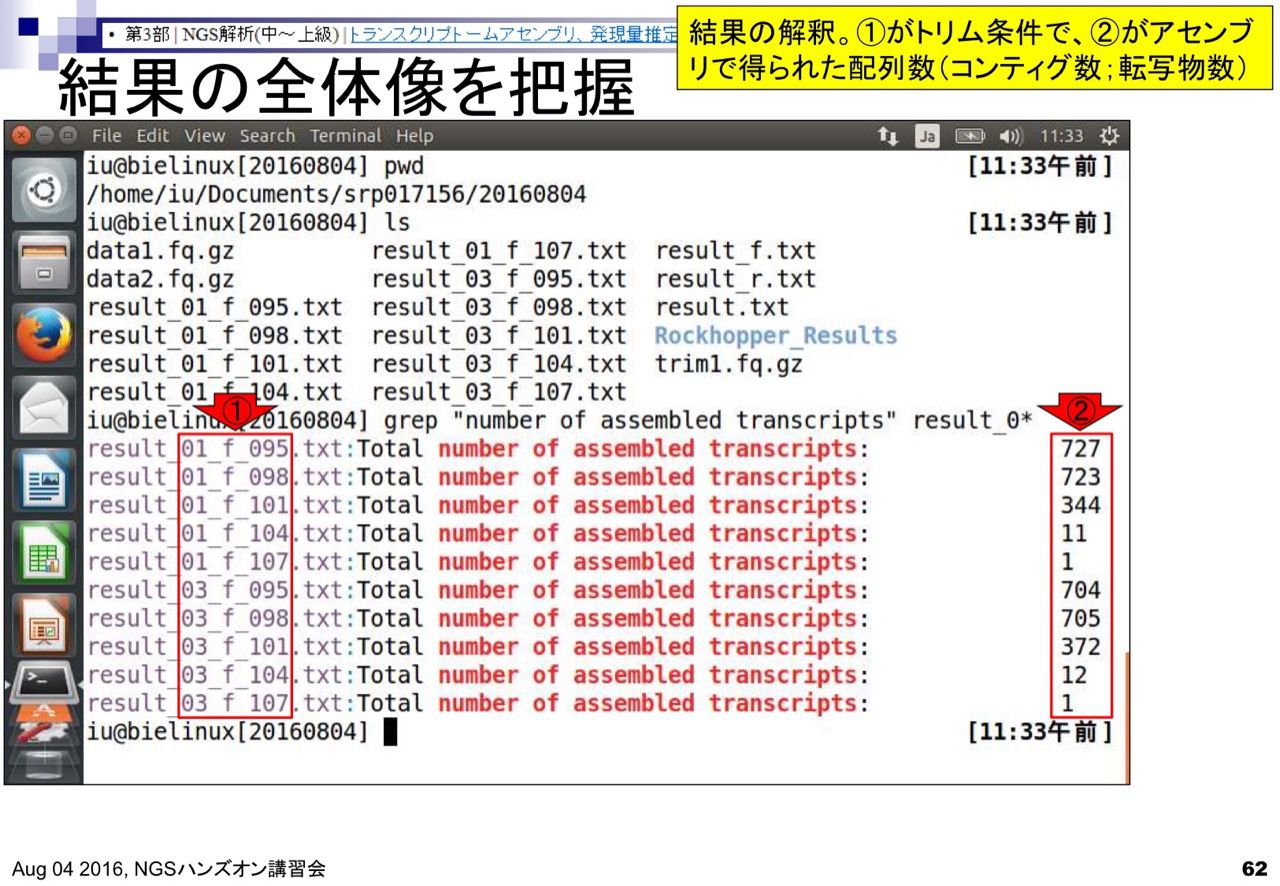 • 第3部 | NGS解析(中～上級) | トランスクリプトームアセンブリ、発現量推定
結果の解釈。①がトリム条件で、②がアセンブ
リで得られた配列数（コンティグ数；転写物数）
結果の全体像を把握
File Edit View Search Terminal Help Ja 11:33
iu@bielinux[20160804] pwd [11:33午前]
/home/iu/Documents/srp017156/20160804
iu@bielinux[20160804] ls [11:33午前]
data1.fq.gz result_01_f_107.txt result_f.txt
data2.fq.gz result_03_f_095.txt result_r.txt
result_01_f_095.txt result_03_f_098.txt result.txt
result_01_f_098.txt result_03_f_101.txt Rockhopper_Results
result_01_f_101.txt result_03_f_104.txt trim1.fq.gz
result_01_f_104.txt result_03_f_107.txt
① ②
iu@bielinux[20160804] grep "number of assembled transcripts" result_0*
result_01_f_095.txt:Total number of assembled transcripts: 727
result_01_f_098.txt:Total number of assembled transcripts: 723
result_01_f_101.txt:Total number of assembled transcripts: 344
result_01_f_104.txt:Total number of assembled transcripts: 11
result_01_f_107.txt:Total number of assembled transcripts: 1
result_03_f_095.txt:Total number of assembled transcripts: 704
result_03_f_098.txt:Total number of assembled transcripts: 705
result_03_f_101.txt:Total number of assembled transcripts: 372
result_03_f_104.txt:Total number of assembled transcripts: 12
result_03_f_107.txt:Total number of assembled transcripts: 1
iu@bielinux[20160804] [11:33午前]
Aug 04 2016, NGSハンズオン講習会
62